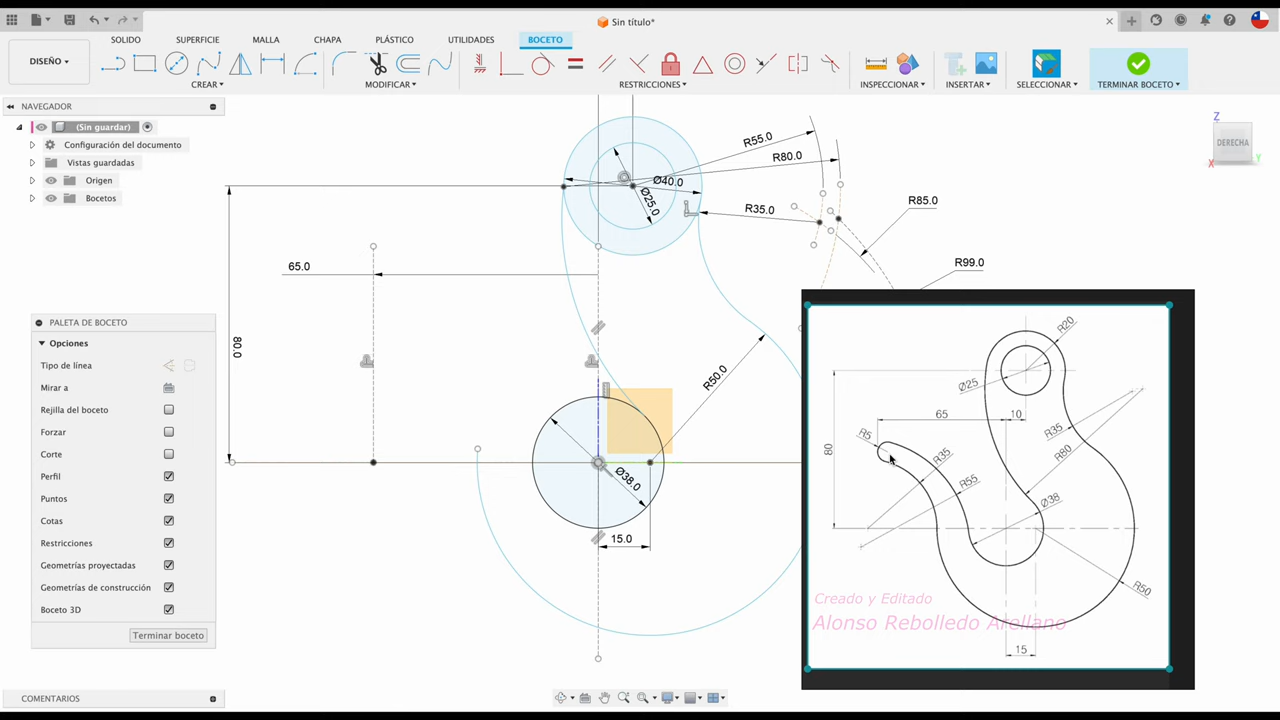 Sin título*
SÓLIDO SUPERFICIE MALLA CHAPA PLÁSTICO UTILIDADES BOCETO
DISEÑO
CREAR MODIFICAR RESTRICCIONES INSPECCIONAR INSERTAR SELECCIONAR TERMINAR BOCETO
NAVEGADOR
(Sin guardar)
Configuración del documento
Vistas guardadas
Origen
Bocetos
Z
DERECHA
X
Y
R55.0
R80.0
Ø40.0
Ø25.0
R35.0
R85.0
R99.0
65.0
80.0
R50.0
Ø38.0
15.0
PALETA DE BOCETO
Opciones
Tipo de línea
Mirar a
Rejilla del boceto
Forzar
Corte
Perfil
Puntos
Cotas
Restricciones
Geometrías proyectadas
Geometrías de construcción
Boceto 3D
Terminar boceto
R20
Ø25
65
10
R5
R35
R35
80
R80
R55
Ø38
R50
15
Creado y Editado
Alonso Rebolledo Arellano
COMENTARIOS